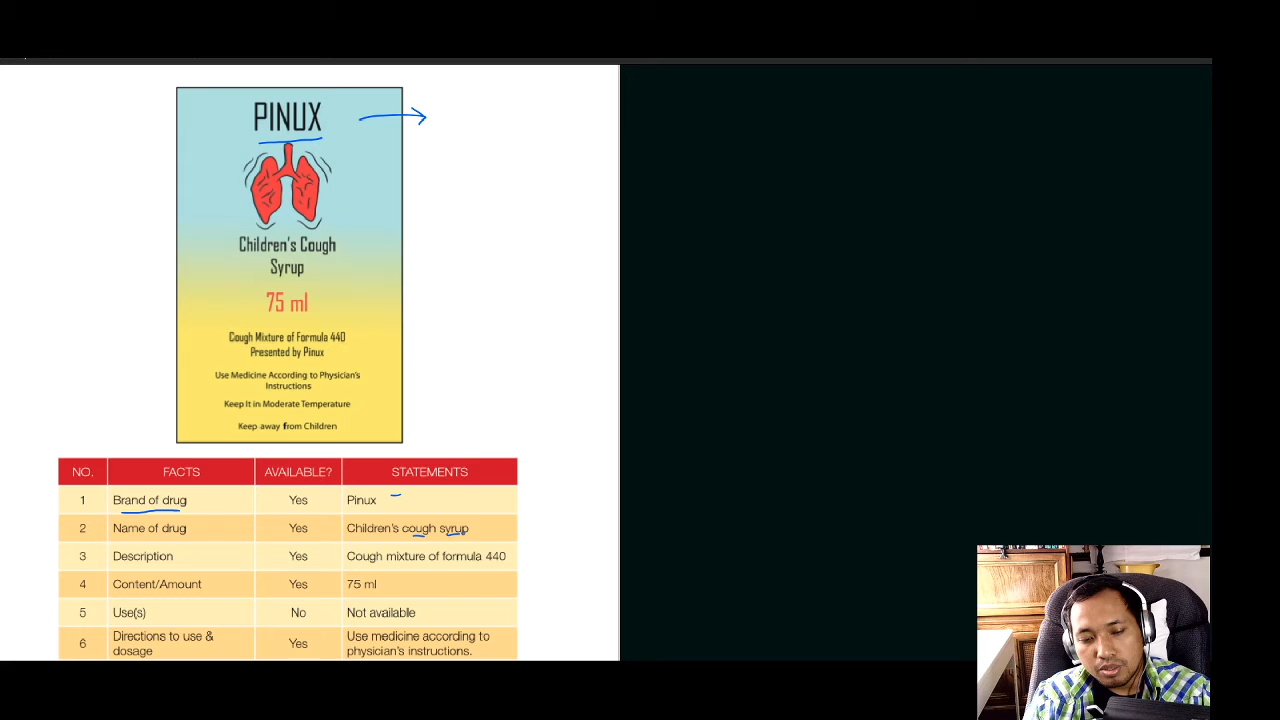 PINUX
Children's Cough
Syrup
75 ml
Cough Mixture of Formula 440
Presented by Pinux
Use Medicine According to Physician's
Instructions
Keep It in Moderate Temperature
Keep away from Children
NO. FACTS AVAILABLE? STATEMENTS
1 Brand of drug Yes Pinux
2 Name of drug Yes Children's cough syrup
3 Description Yes Cough mixture of formula 440
4 Content/Amount Yes 75 ml
5 Use(s) No Not available
6 Directions to use & dosage Yes Use medicine according to physician's instructions.